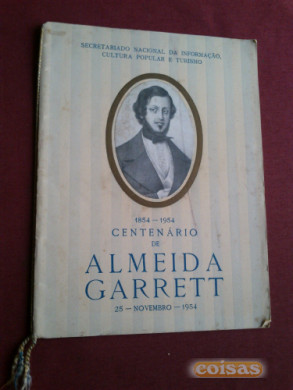 SECRETARIADO NACIONAL DA INFORMAÇÃO,
CULTURA POPULAR E TURISMO
1854 - 1954
CENTENÁRIO
DE
ALMEIDA
GARRETT
25 - NOVEMBRO - 1954
coisas